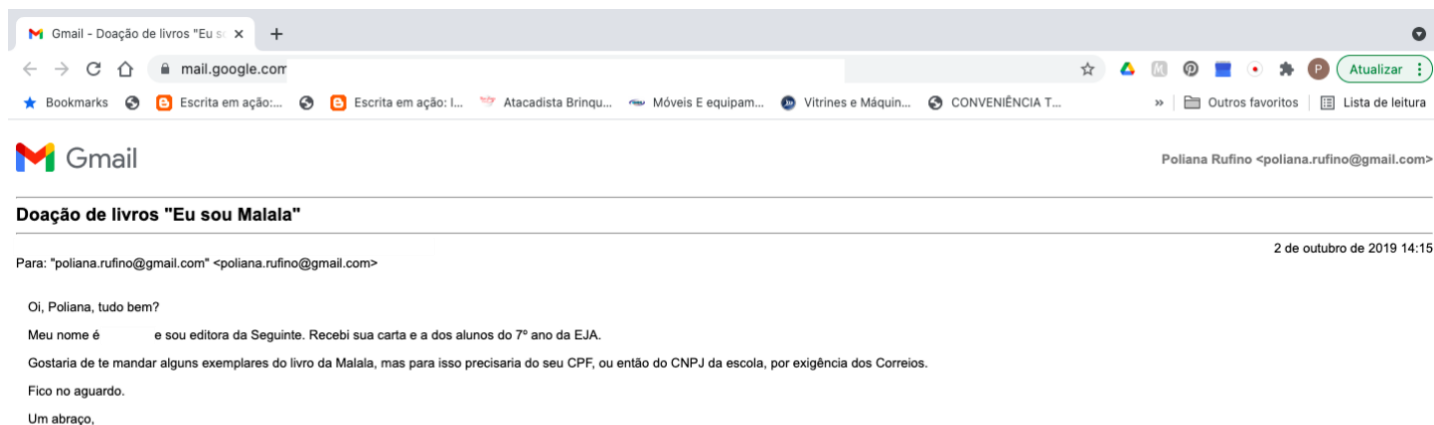 Gmail - Doação de livros "Eu so
mail.google.com
Atualizar
Bookmarks Escrita em ação:... Escrita em ação: I... Atacadista Brinqu... Móveis E equipam... Vitrines e Máquin... CONVENIÊNCIA T... » Outros favoritos Lista de leitura
Gmail Poliana Rufino <poliana.rufino@gmail.com>
Doação de livros "Eu sou Malala"
2 de outubro de 2019 14:15
Para: "poliana.rufino@gmail.com" <poliana.rufino@gmail.com>
Oi, Poliana, tudo bem?
Meu nome é e sou editora da Seguinte. Recebi sua carta e a dos alunos do 7º ano da EJA.
Gostaria de te mandar alguns exemplares do livro da Malala, mas para isso precisaria do seu CPF, ou então do CNPJ da escola, por exigência dos Correios.
Fico no aguardo.
Um abraço,